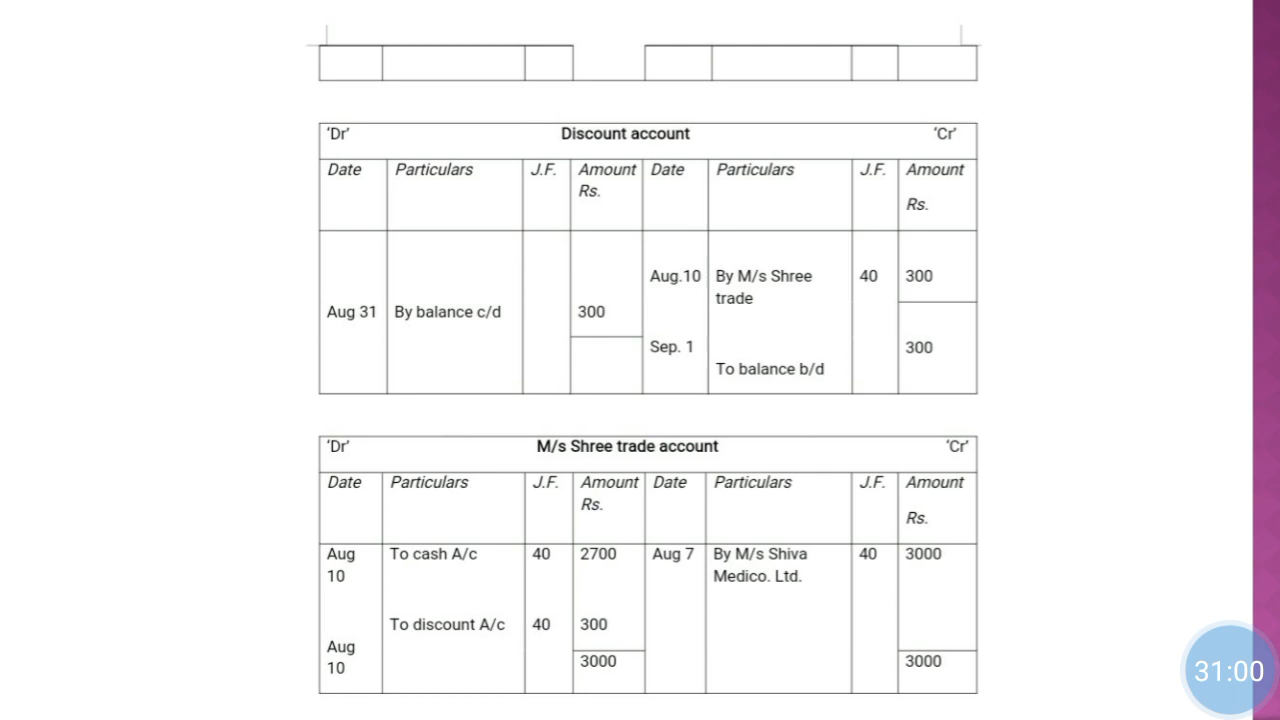 ‘Dr’ Discount account ‘Cr’
Date Particulars J.F. Amount Date Particulars J.F. Amount
Rs.
Rs.
Aug.10 By M/s Shree 40 300
trade
Aug 31 By balance c/d 300
Sep. 1 300
To balance b/d
‘Dr’ M/s Shree trade account ‘Cr’
Date Particulars J.F. Amount Date Particulars J.F. Amount
Rs.
Rs.
Aug To cash A/c 40 2700 Aug 7 By M/s Shiva 40 3000
10 Medico. Ltd.
To discount A/c 40 300
Aug
10 3000 3000
31:00